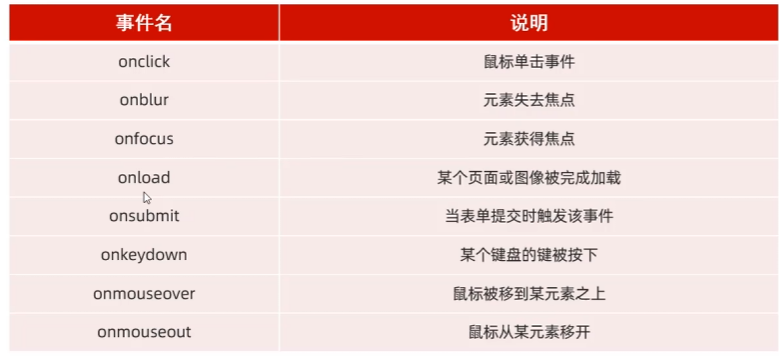 事件名 说明
onclick 鼠标单击事件
onblur 元素失去焦点
onfocus 元素获得焦点
onload 某个页面或图像被完成加载
onsubmit 当表单提交时触发该事件
onkeydown 某个键盘的键被按下
onmouseover 鼠标被移到某元素之上
onmouseout 鼠标从某元素移开